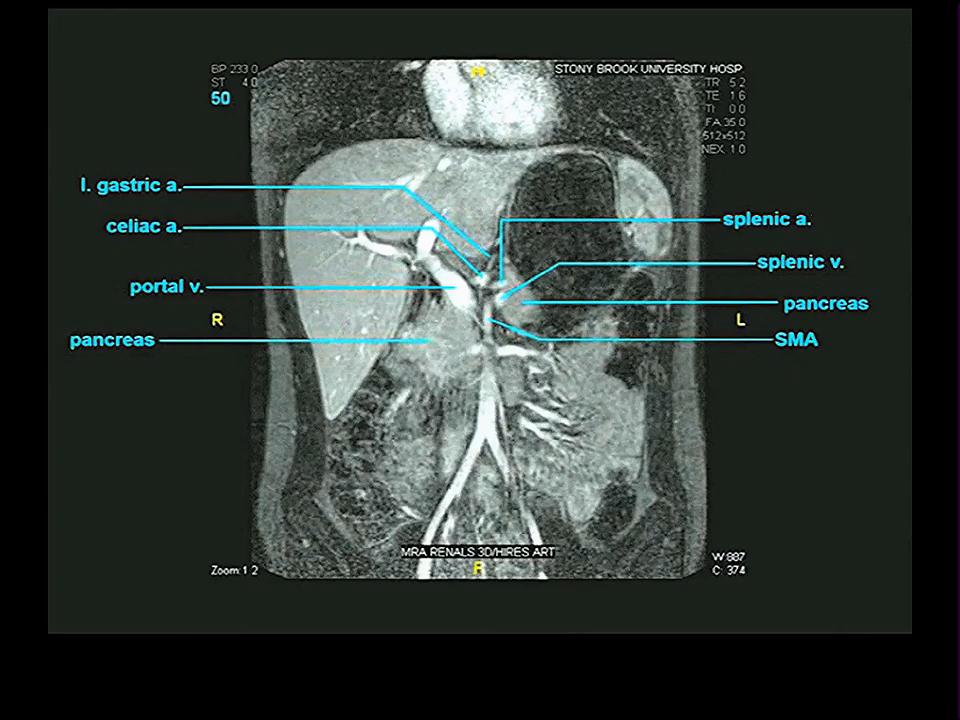 BP 233.0
ST 4.0
50
STONY BROOK UNIVERSITY HOSP.
TR 5.2
TE 1.6
TI 0.0
FA 35.0
512x512
NEX 1.0
H
l. gastric a.
celiac a.
portal v.
R
pancreas
splenic a.
splenic v.
pancreas
L
SMA
MRA RENALS 3D/HIRES ART
F
Zoom: 1.2
W: 887
C: 374